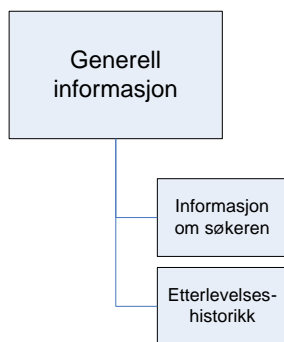 Generell
informasjon
Informasjon
om søkeren
Etterlevelses-
historikk